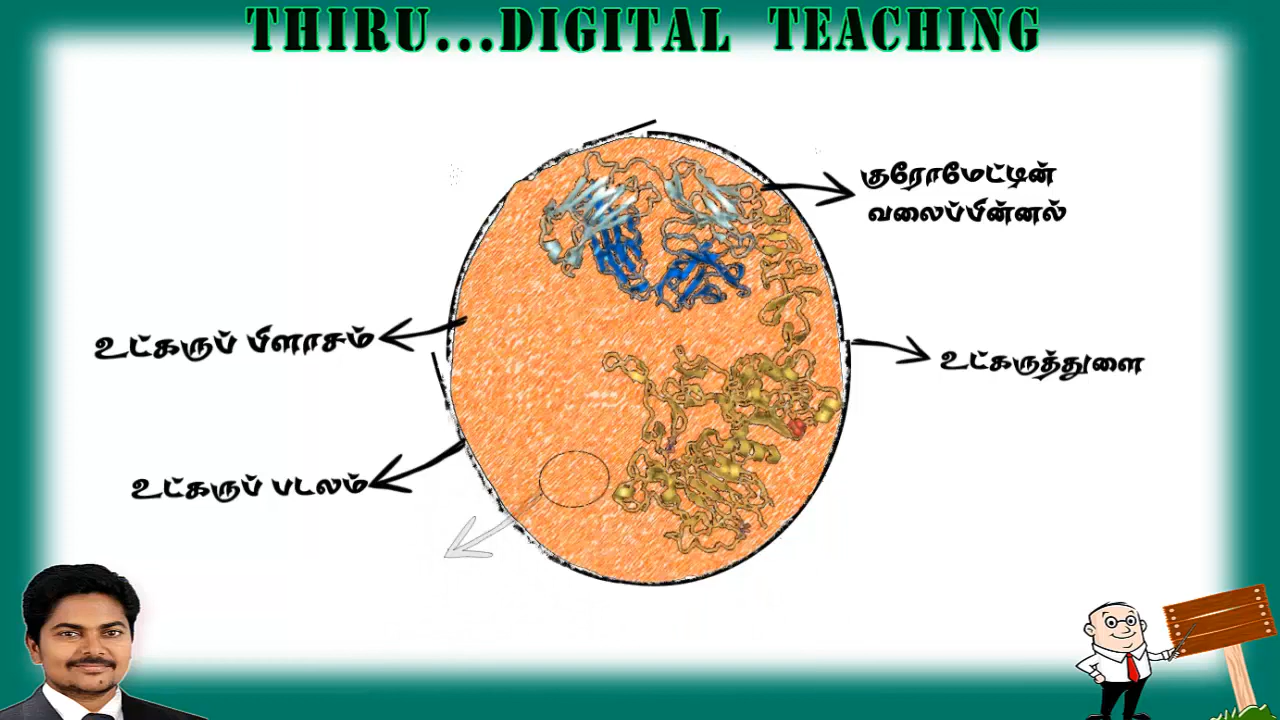 THIRU...DIGITAL TEACHING
குரோமேட்டின்
வலைப்பின்னல்
உட்கருப் பிளாசம்
உட்கருத்துளை
உட்கருப் படலம்